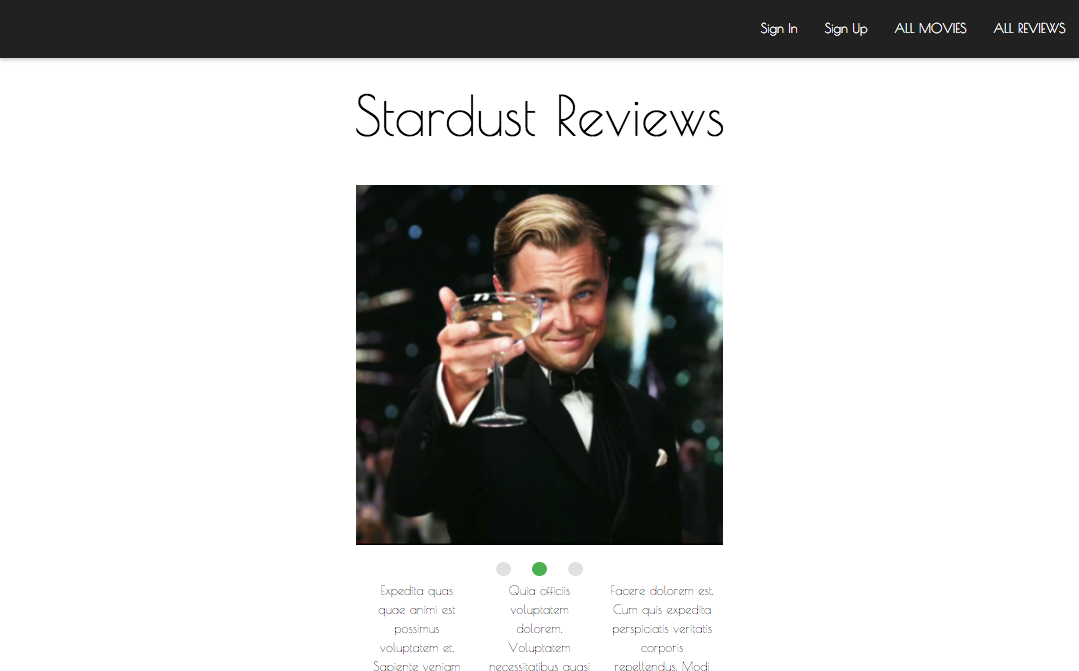 Sign In Sign Up ALL MOVIES ALL REVIEWS
Stardust Reviews
Expedita quas
quae animi est
possimus
voluptatem et.
Sapiente veniam
Quia officiis
voluptatem
dolorem.
Voluptatem
necessitatibus quasi
Facere dolorem est.
Cum quis expedita
perspiciatis veritatis
corporis
repellendus. Modi